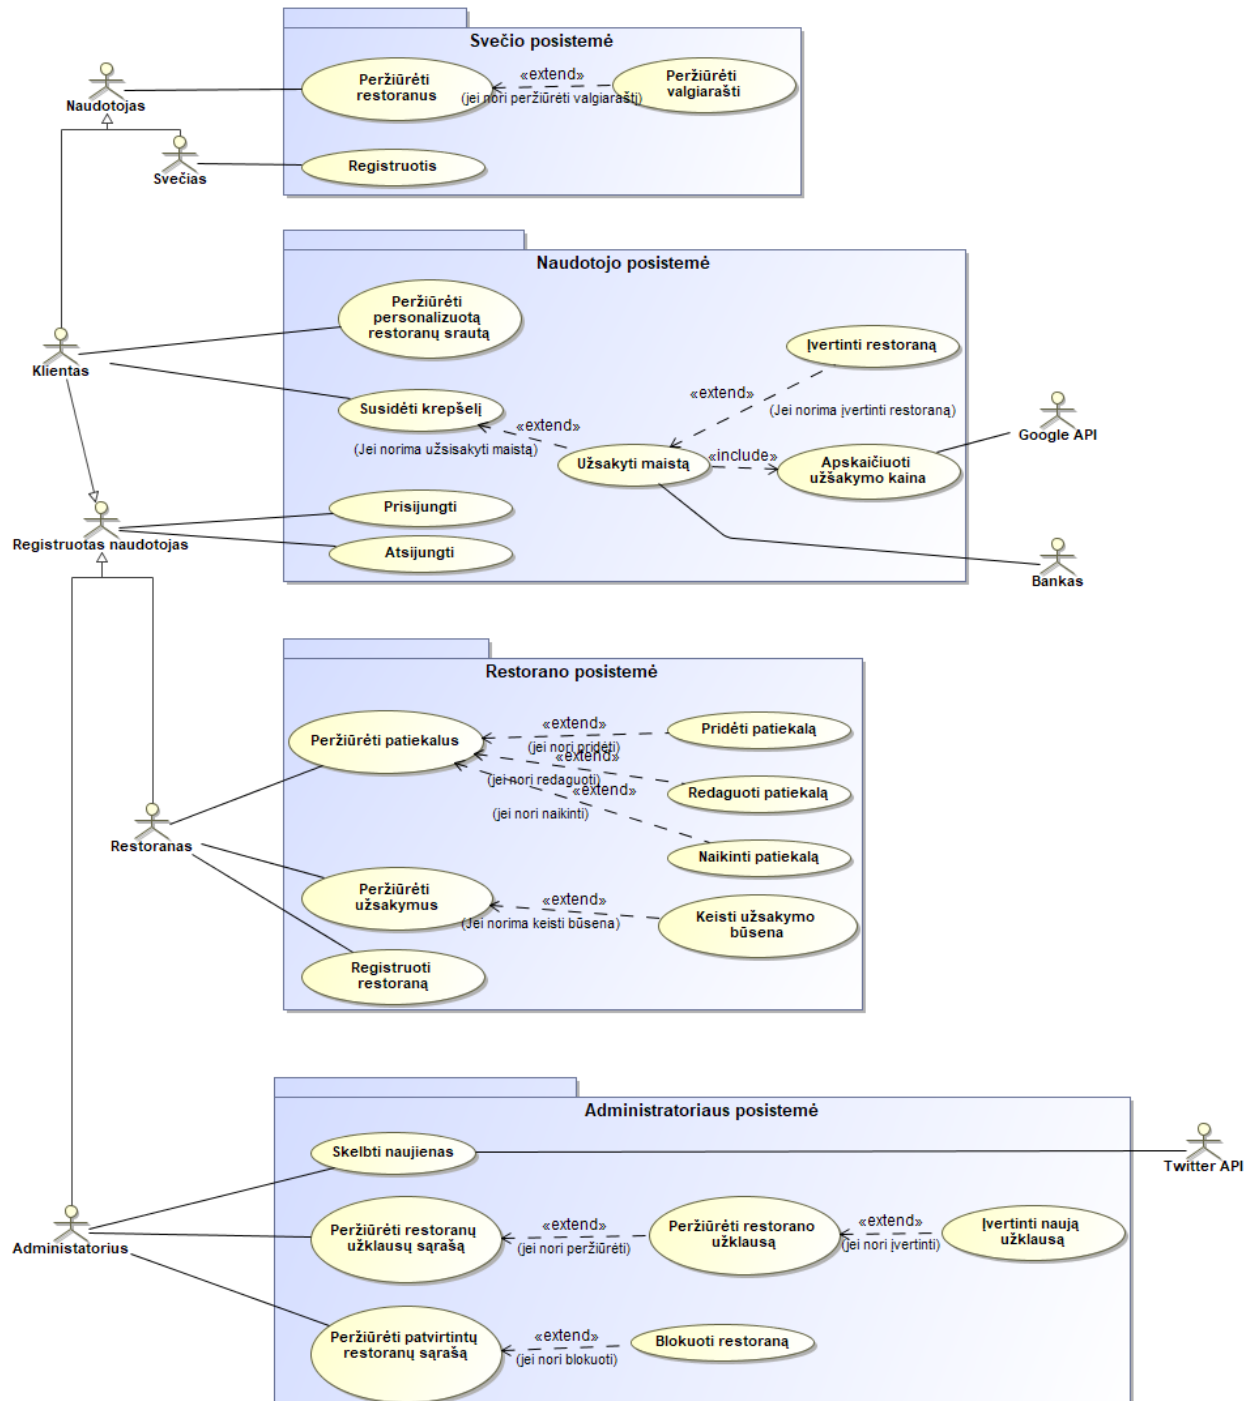 Svečio posistemė
Peržiūrėti
restoranus
«extend»
(jei nori peržiūrėti valgiaraštį)
Peržiūrėti
valgiarašti
Naudotojas
Svečias
Registruotis
Naudotojo posistemė
Peržiūrėti
personalizuotą
restoranų srautą
Įvertinti restoraną
Klientas
«extend»
(Jei norima įvertinti restoraną)
Susidėti krepšelį
«extend»
(Jei norima užsisakyti maistą)
Google API
Užsakyti maistą
«include»
Apskaičiuoti
užšakymo kaina
Prisijungti
Registruotas naudotojas
Atsijungti
Bankas
Restorano posistemė
Peržiūrėti patiekalus
«extend»
(jei nori pridėti)
Pridėti patiekalą
«extend»
(jei nori redaguoti)
Redaguoti patiekalą
«extend»
(jei nori naikinti)
Naikinti patiekalą
Restoranas
Peržiūrėti
užsakymus
«extend»
(Jei norima keisti būsena)
Keisti užsakymo
būsena
Registruoti
restoraną
Administratoriaus posistemė
Skelbti naujienas
Twitter API
Administatorius
Peržiūrėti restoranų
užklausų sąrašą
«extend»
(jei nori peržiūrėti)
Peržiūrėti restorano
užklausą
«extend»
(jei nori įvertinti)
Įvertinti naują
užklausą
Peržiūrėti patvirtintų
restoranų sąrašą
«extend»
(jei nori blokuoti)
Blokuoti restoraną